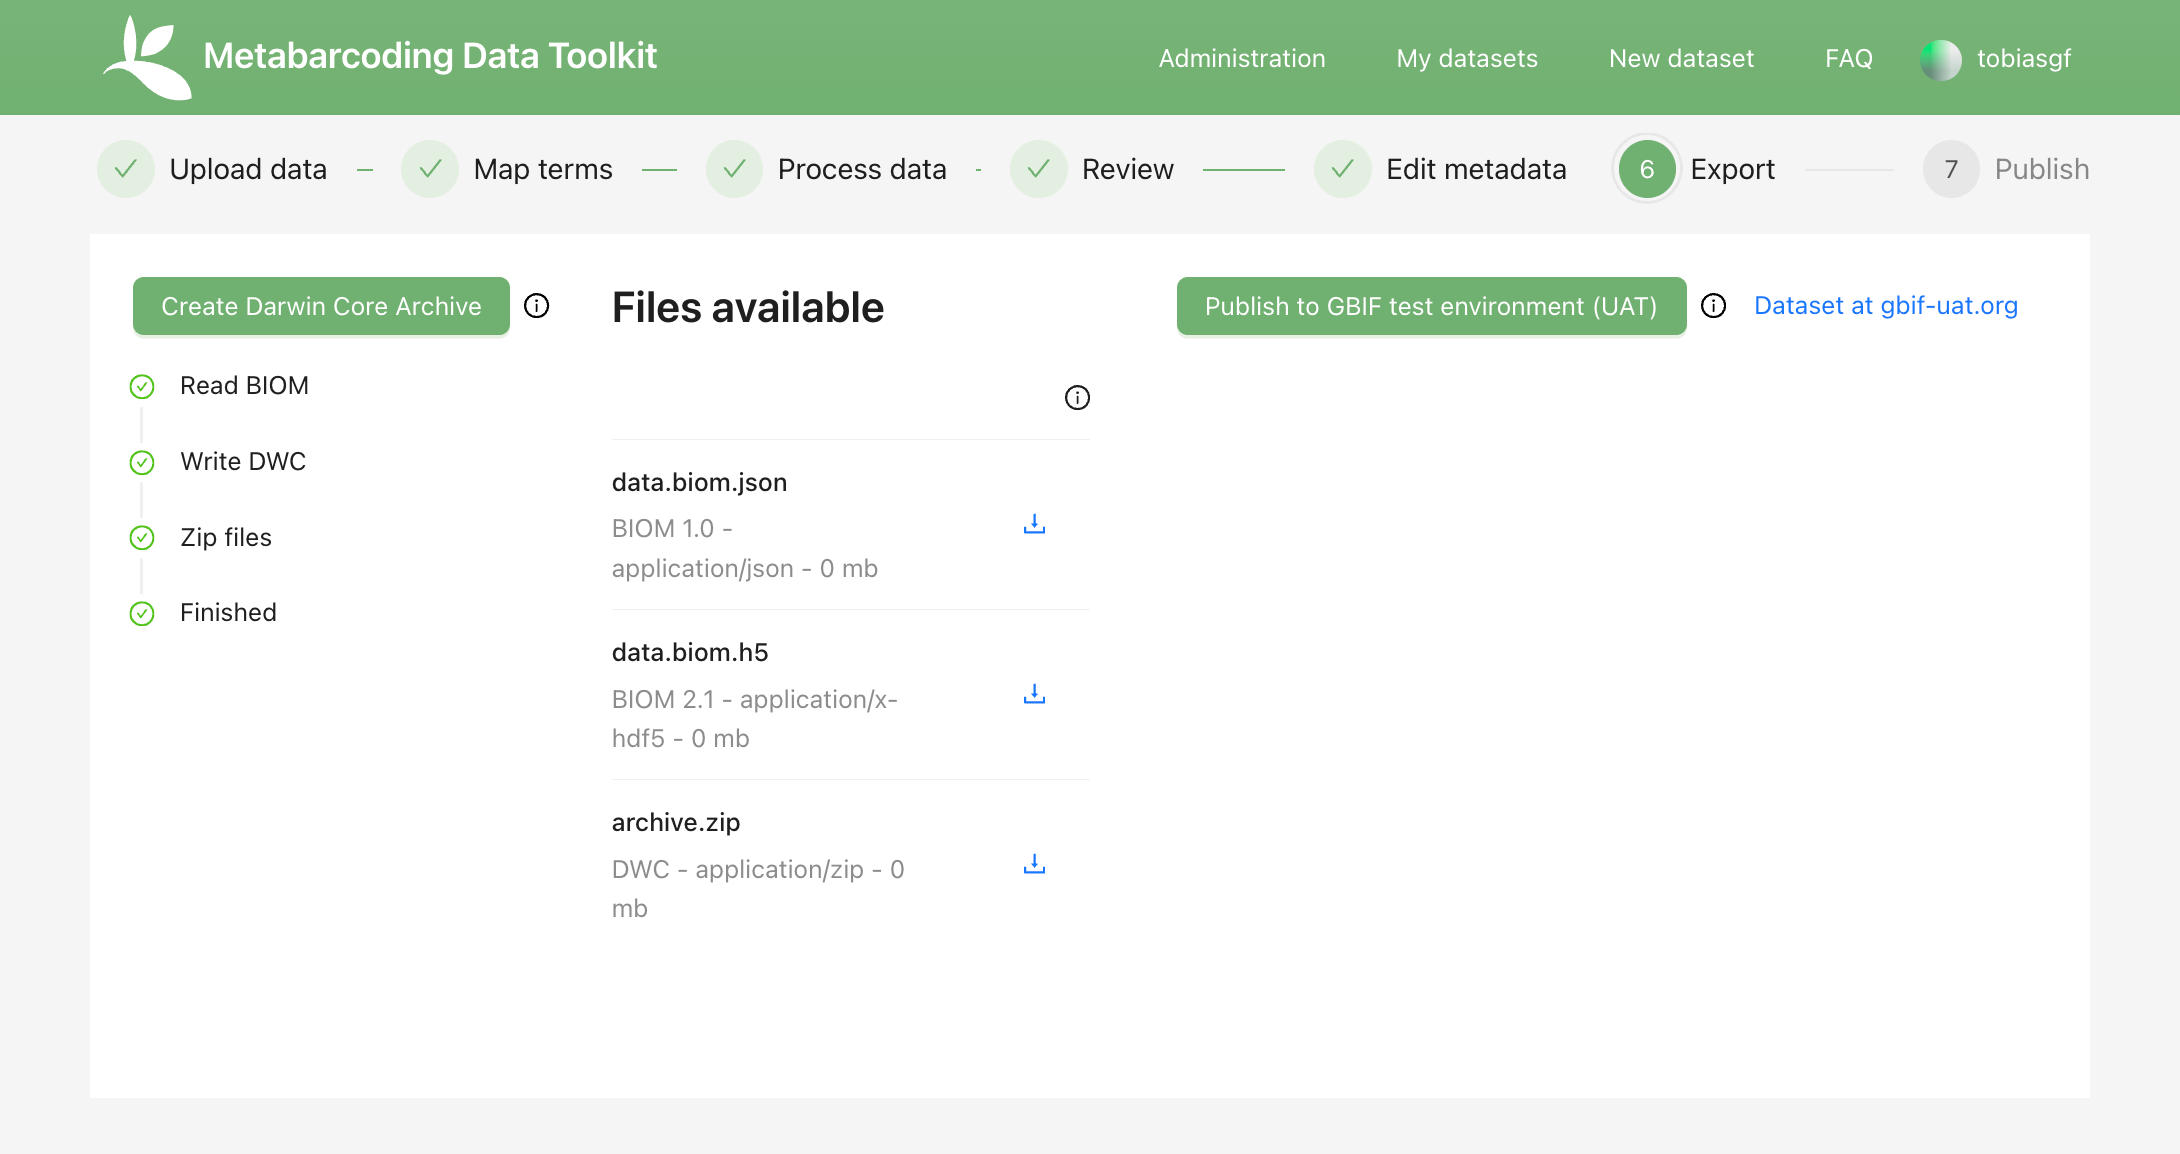 Metabarcoding Data Toolkit
Administration
My datasets
New dataset
FAQ
tobiasgf
Upload data
Map terms
Process data
Review
Edit metadata
6
Export
7
Publish
Create Darwin Core Archive
Read BIOM
Write DWC
Zip files
Finished
Files available
data.biom.json
BIOM 1.0 -
application/json - 0 mb
data.biom.h5
BIOM 2.1 - application/x-
hdf5 - 0 mb
archive.zip
DWC - application/zip - 0
mb
Publish to GBIF test environment (UAT)
Dataset at gbif-uat.org